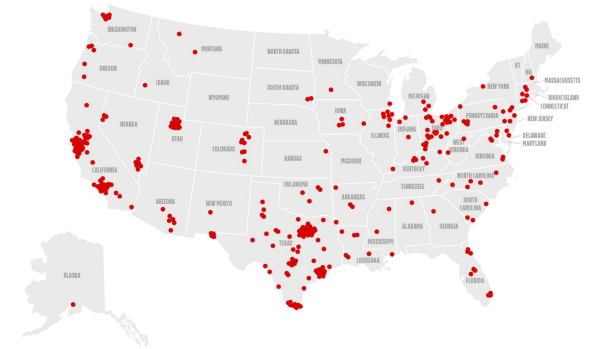 MAINE
WASHINGTON
MONTANA
NORTH DAKOTA
MINNESOTA
VT
NH
OREGON
IDAHO
SOUTH DAKOTA
WISCONSIN
MICHIGAN
NEW YORK
MASSACHUSETTS
WYOMING
RHODE ISLAND
CONNECTICUT
IOWA
PENNSYLVANIA
NEW JERSEY
NEVADA
UTAH
NEBRASKA
ILLINOIS
INDIANA
DELAWARE
MARYLAND
COLORADO
WEST
VIRGINIA
VIRGINIA
CALIFORNIA
KANSAS
MISSOURI
KENTUCKY
NORTH CAROLINA
TENNESSEE
OKLAHOMA
ARKANSAS
ARIZONA
NEW MEXICO
SOUTH
CAROLINA
ALABAMA
GEORGIA
MISSISSIPPI
TEXAS
LOUISIANA
ALASKA
FLORIDA